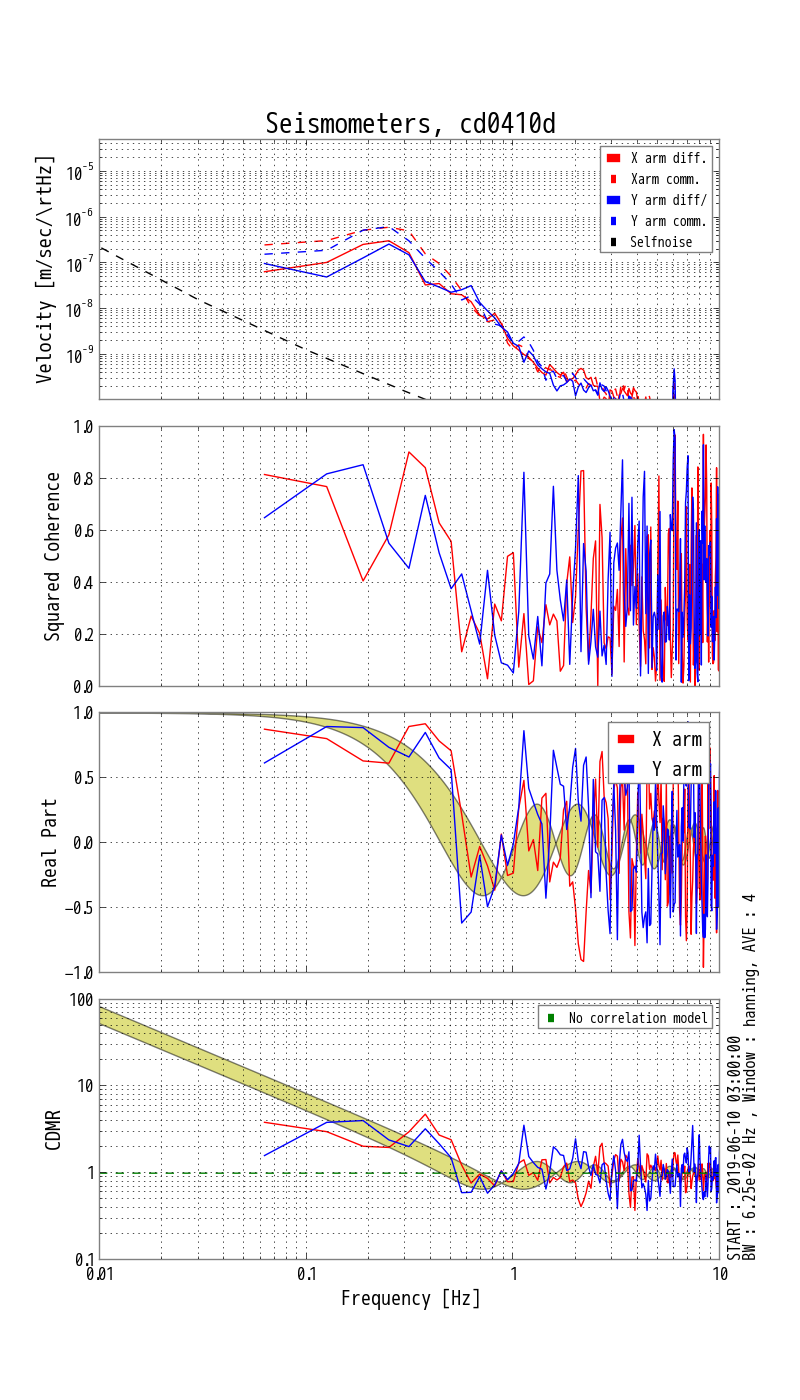 Seismometers, cd0410d
Velocity [m/sec/\rtHz]
10^-5
10^-6
10^-7
10^-8
10^-9
X arm diff.
Xarm comm.
Y arm diff/
Y arm comm.
Selfnoise
Squared Coherence
1.0
0.8
0.6
0.4
0.2
0.0
Real Part
1.0
0.5
0.0
−0.5
−1.0
X arm
Y arm
CDMR
100
10
1
0.1
No correlation model
0.01
0.1
1
10
Frequency [Hz]
START : 2019-06-10 03:00:00
BW : 6.25e-02 Hz , Window : hanning, AVE : 4